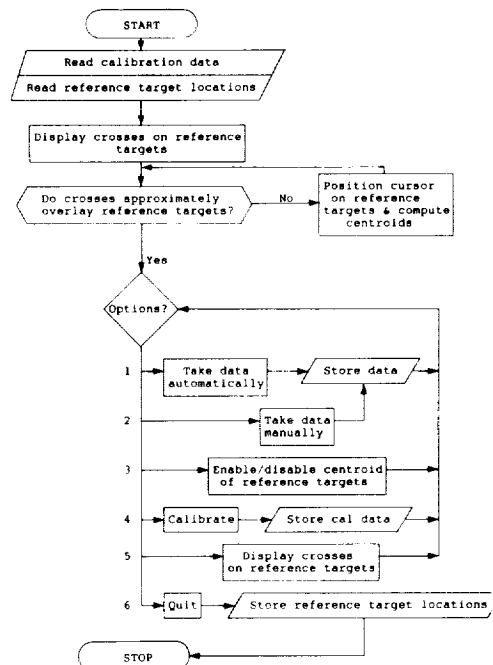 START
Read calibration data
Read reference target locations
Display crosses on reference
targets
Do crosses approximately
overlay reference targets?
No
Position cursor
on reference
targets & compute
centroids
Yes
Options?
1
Take data
automatically
Store data
2
Take data
manually
3
Enable/disable centroid
of reference targets
4
Calibrate
Store cal data
5
Display crosses
on reference targets
6
Quit
Store reference target locations
STOP